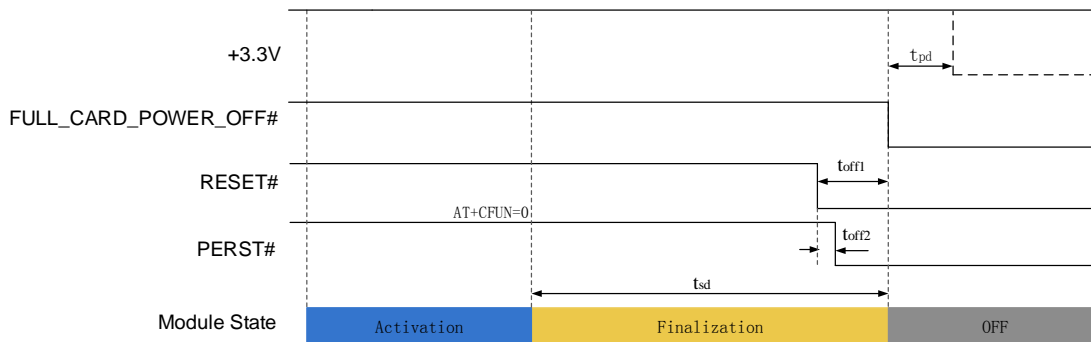 +3.3V
tpd
FULL_CARD_POWER_OFF#
RESET#
toff1
AT+CFUN=0
PERST#
toff2
tsd
Module State
Activation
Finalization
OFF